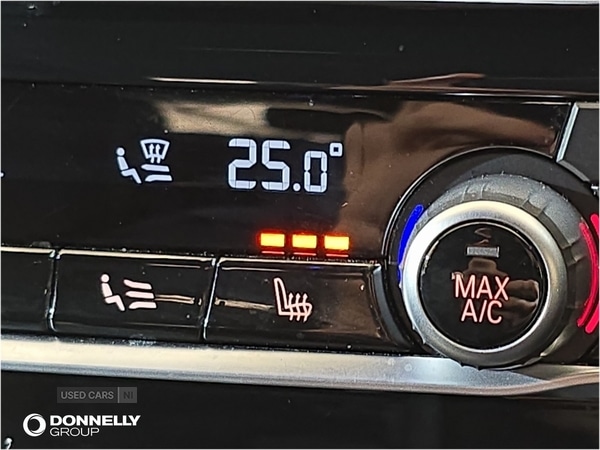 25.0°
MAX
A/C
USED CARS NI
DONNELLY
GROUP